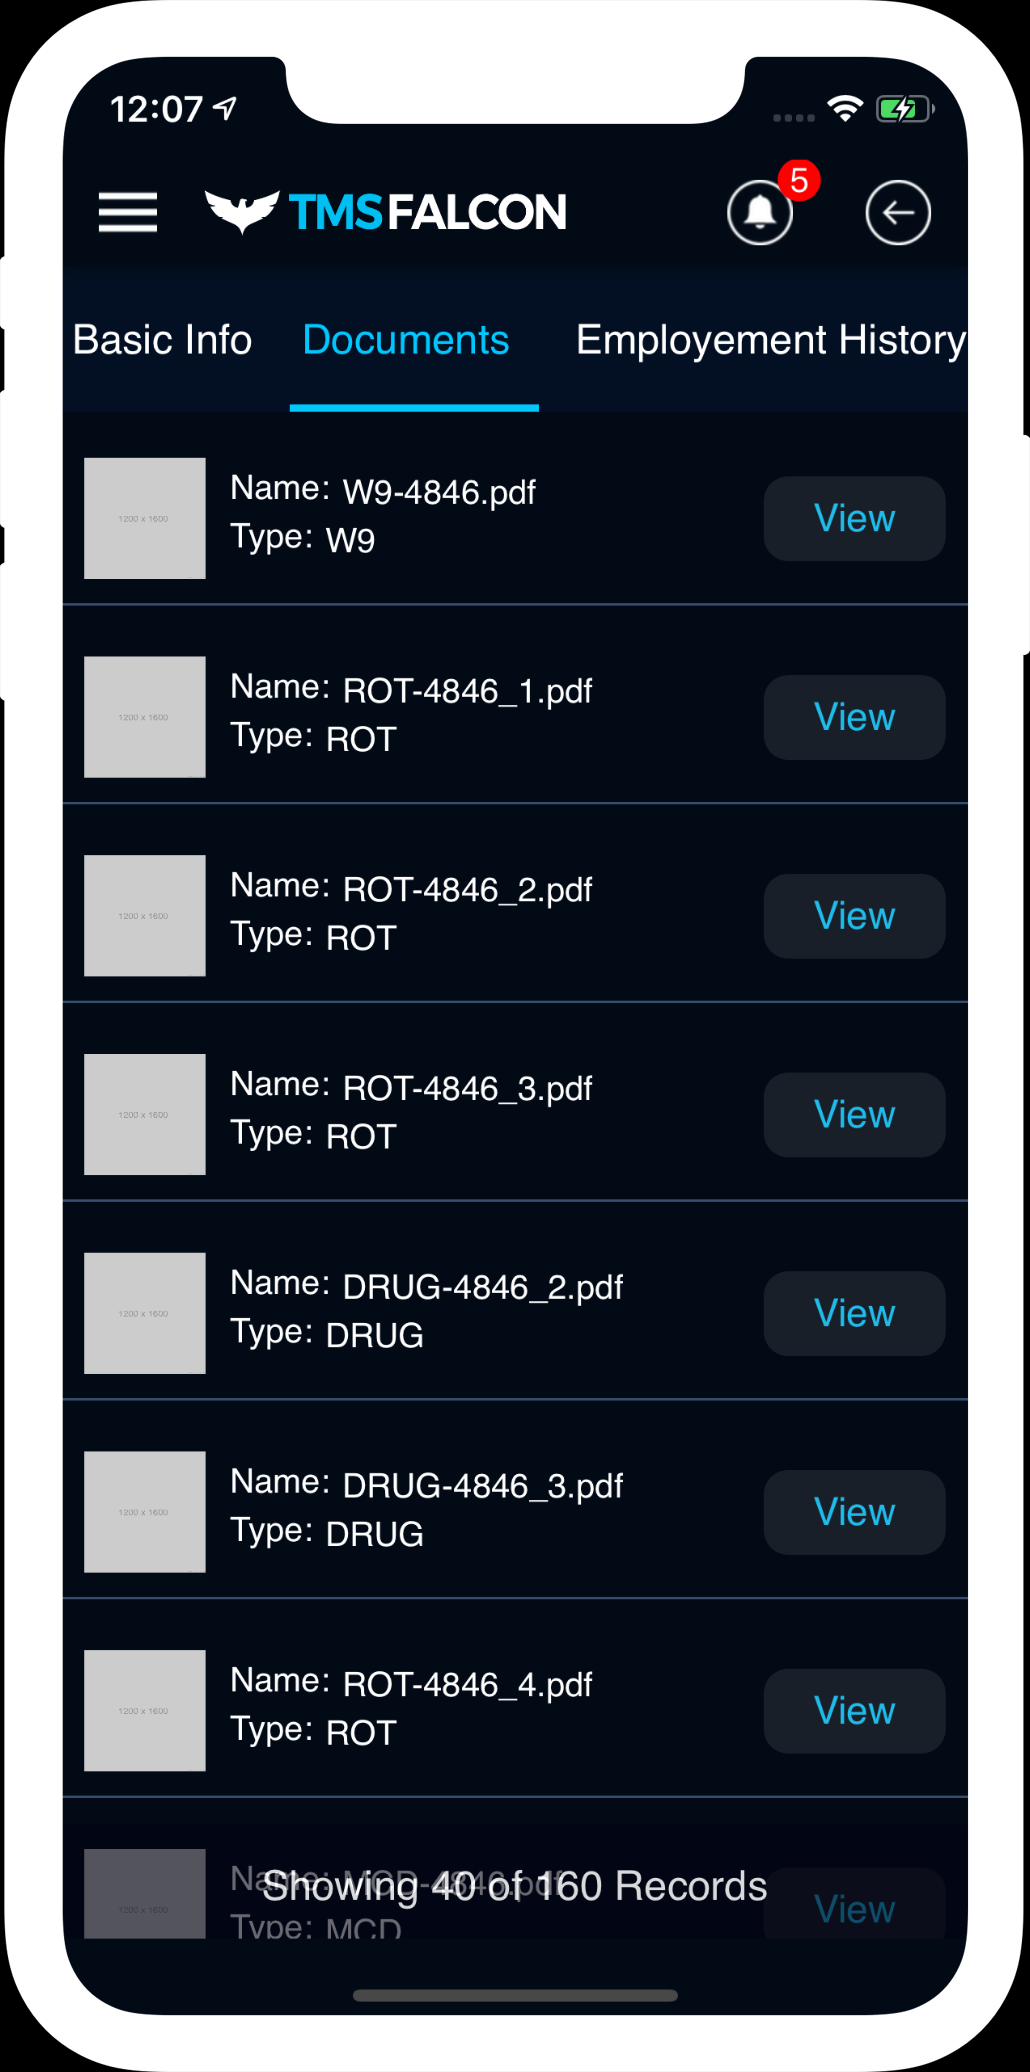 12:07
TMSFALCON
5
Basic Info Documents Employement History
1200 x 1600
Name: W9-4846.pdf
Type: W9
View
1200 x 1600
Name: ROT-4846_1.pdf
Type: ROT
View
1200 x 1600
Name: ROT-4846_2.pdf
Type: ROT
View
1200 x 1600
Name: ROT-4846_3.pdf
Type: ROT
View
1200 x 1600
Name: DRUG-4846_2.pdf
Type: DRUG
View
1200 x 1600
Name: DRUG-4846_3.pdf
Type: DRUG
View
1200 x 1600
Name: ROT-4846_4.pdf
Type: ROT
View
1200 x 1600
Name: MCD-4846.pdf
Showing 40 of 160 Records
Type: MCD
View